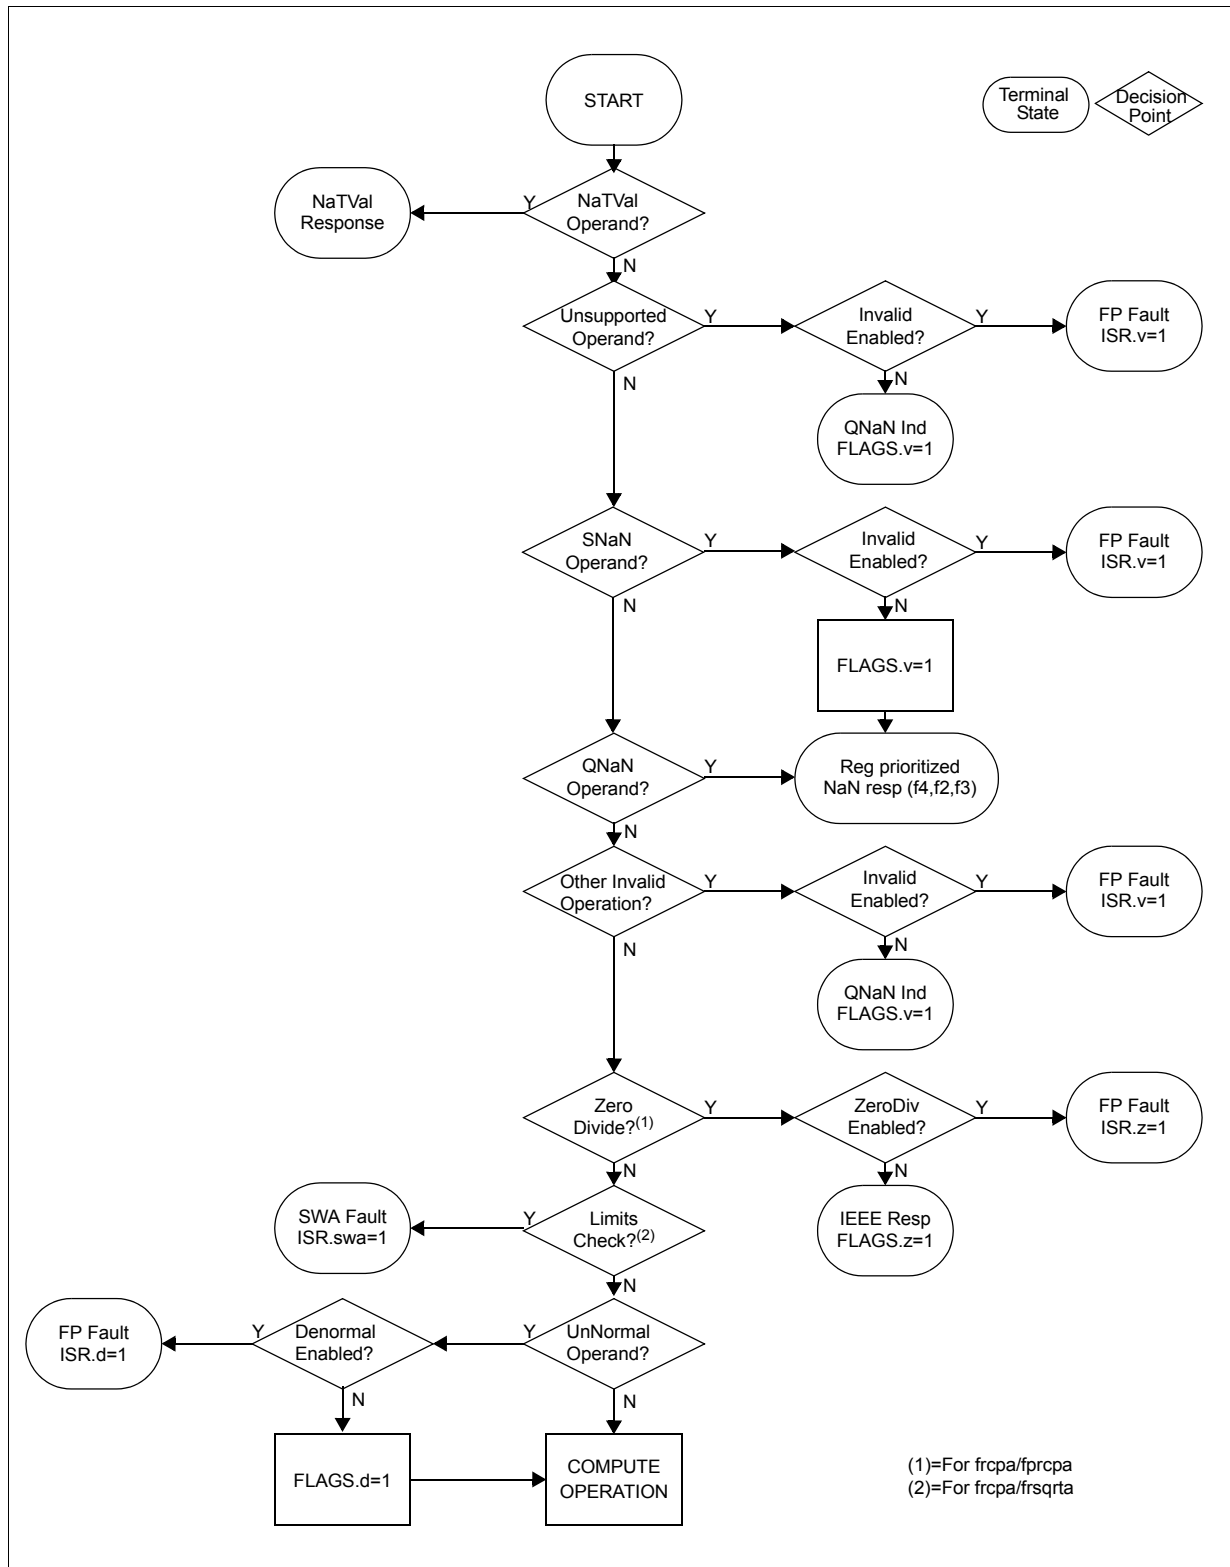 START
Terminal
State
Decision
Point
NaTVal
Response
Y
NaTVal
Operand?
N
Unsupported
Operand?
Y
Invalid
Enabled?
Y
FP Fault
ISR.v=1
N
N
QNaN Ind
FLAGS.v=1
SNaN
Operand?
Y
Invalid
Enabled?
Y
FP Fault
ISR.v=1
N
N
FLAGS.v=1
QNaN
Operand?
Y
Reg prioritized
NaN resp (f4,f2,f3)
N
Other Invalid
Operation?
Y
Invalid
Enabled?
Y
FP Fault
ISR.v=1
N
N
QNaN Ind
FLAGS.v=1
Zero
Divide?(1)
Y
ZeroDiv
Enabled?
Y
FP Fault
ISR.z=1
N
N
SWA Fault
ISR.swa=1
Y
Limits
Check?(2)
IEEE Resp
FLAGS.z=1
N
FP Fault
ISR.d=1
Y
Denormal
Enabled?
Y
UnNormal
Operand?
N
N
FLAGS.d=1
COMPUTE
OPERATION
(1)=For frcpa/fprcpa
(2)=For frcpa/frsqrta